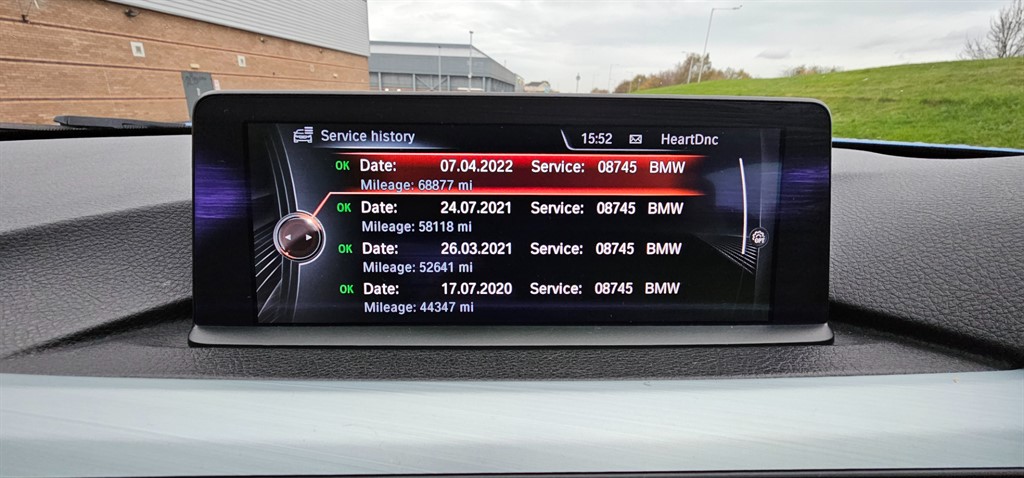 Service history 15:52 HeartDnc
OK Date: 07.04.2022 Service: 08745 BMW
Mileage: 68877 mi
OK Date: 24.07.2021 Service: 08745 BMW
Mileage: 58118 mi
OK Date: 26.03.2021 Service: 08745 BMW
Mileage: 52641 mi
OK Date: 17.07.2020 Service: 08745 BMW
Mileage: 44347 mi